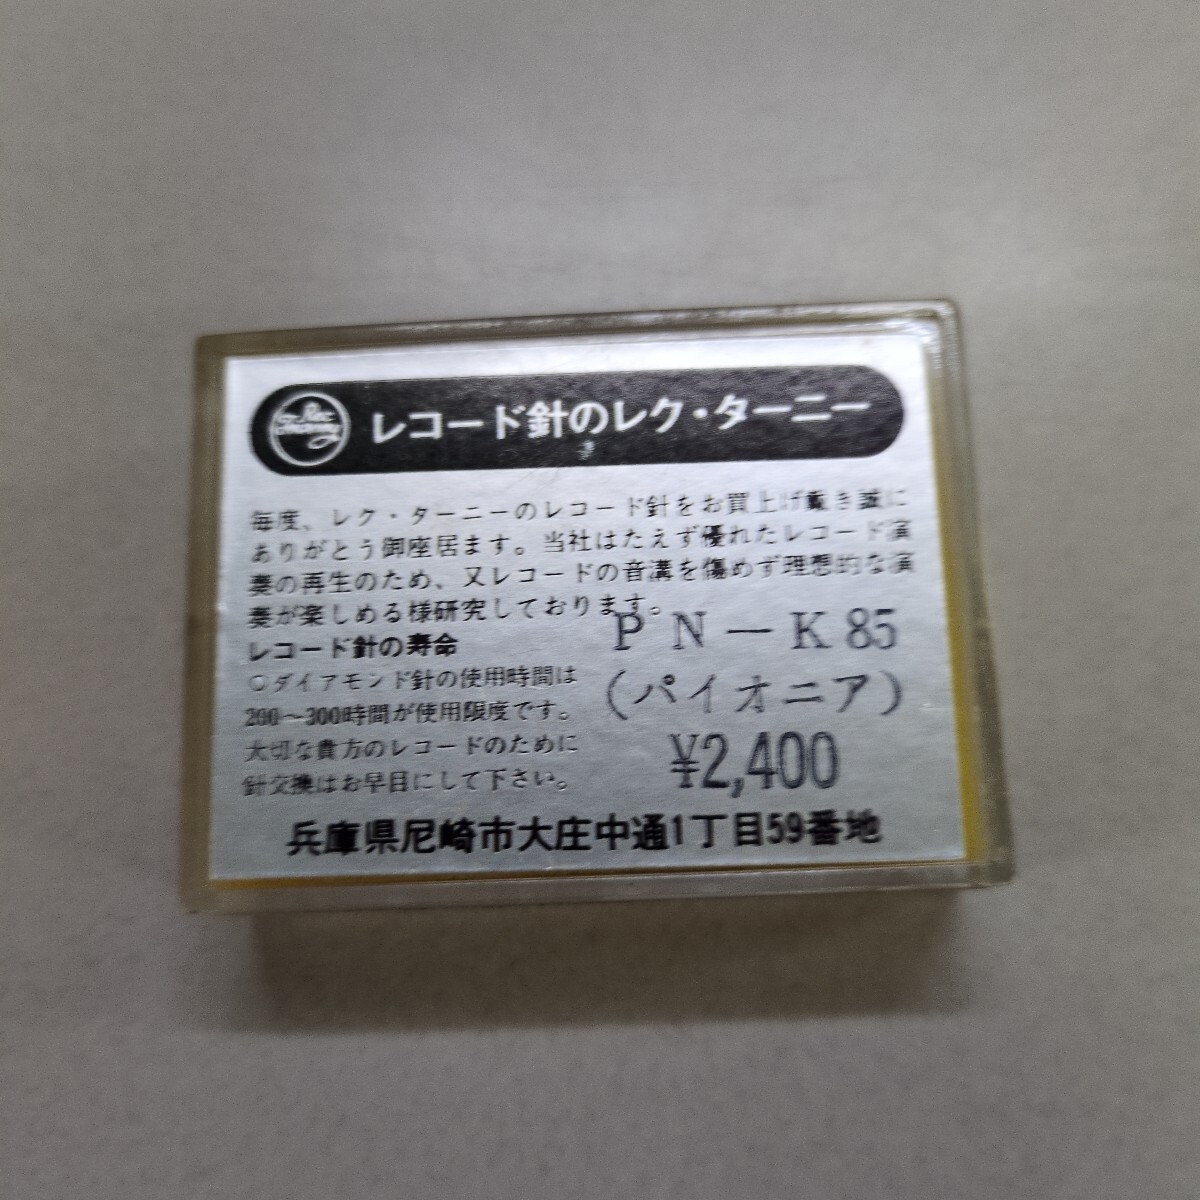 レコード針のレク・ターニー
毎度、レク・ターニーのレコード針をお買上げ戴き誠に
ありがとう御座居ます。当社はたえず優れたレコード演
奏の再生のため、又レコードの音溝を傷めず理想的な演
奏が楽しめる様研究しております。
レコード針の寿命
○ダイアモンド針の使用時間は
200〜300時間が使用限度です。
大切な貴方のレコードのために
針交換はお早目にして下さい。
PN―K85
(パイオニア)
¥2,400
兵庫県尼崎市大庄中通1丁目59番地